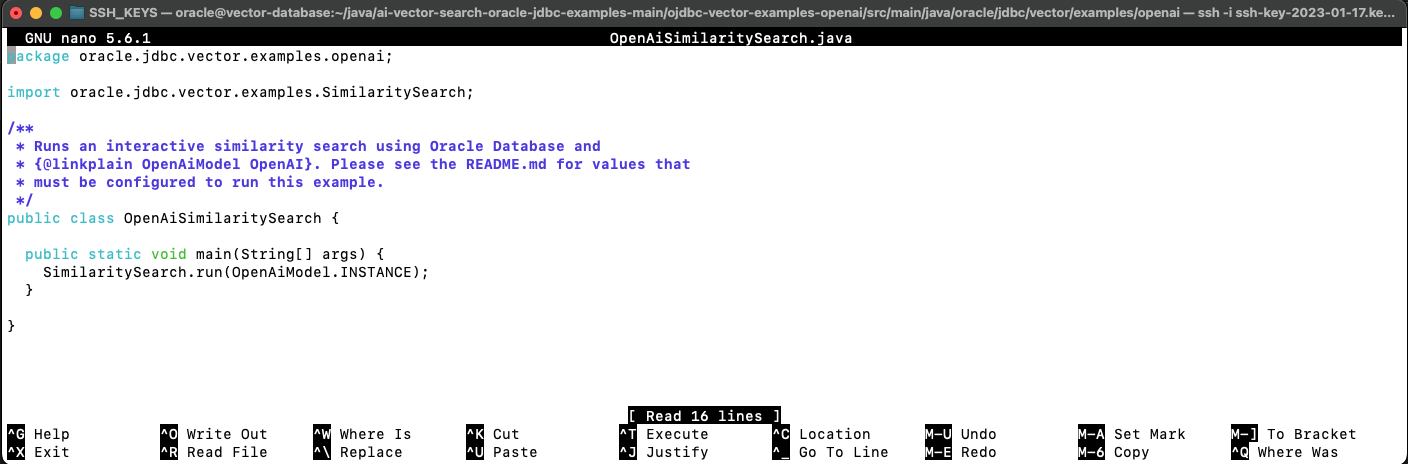 SSH_KEYS — oracle@vector-database:~/java/ai-vector-search-oracle-jdbc-examples-main/ojdbc-vector-examples-openai/src/main/java/oracle/jdbc/vector/examples/openai — ssh -i ssh-key-2023-01-17.ke...
GNU nano 5.6.1 OpenAiSimilaritySearch.java
package oracle.jdbc.vector.examples.openai;
import oracle.jdbc.vector.examples.SimilaritySearch;
/**
* Runs an interactive similarity search using Oracle Database and
* {@linkplain OpenAiModel OpenAI}. Please see the README.md for values that
* must be configured to run this example.
*/
public class OpenAiSimilaritySearch {
public static void main(String[] args) {
SimilaritySearch.run(OpenAiModel.INSTANCE);
}
}
[ Read 16 lines ]
^G Help ^O Write Out ^W Where Is ^K Cut ^T Execute ^C Location M-U Undo M-A Set Mark M-] To Bracket
^X Exit ^R Read File ^\ Replace ^U Paste ^J Justify ^_ Go To Line M-E Redo M-6 Copy ^Q Where Was